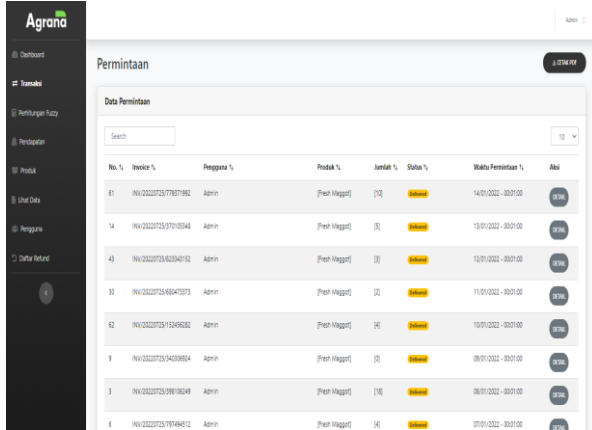 Agrana
Admin
Dashboard
Transaksi
Perhitungan Fuzzy
Pendapatan
Produk
Lihat Data
Pengguna
Daftar Refund
Permintaan
CETAK PDF
Data Permintaan
Search
10
No. Invoice Pengguna Produk Jumlah Status Waktu Permintaan Aksi
61 INV/20220725/779371992 Admin [Fresh Maggot] [10] Delivered 14/01/2022 - 00:01:00 DETAIL
14 INV/20220725/370105348 Admin [Fresh Maggot] [5] Delivered 13/01/2022 - 00:01:00 DETAIL
43 INV/20220725/823343152 Admin [Fresh Maggot] [3] Delivered 12/01/2022 - 00:01:00 DETAIL
30 INV/20220725/680473373 Admin [Fresh Maggot] [2] Delivered 11/01/2022 - 00:01:00 DETAIL
62 INV/20220725/152456282 Admin [Fresh Maggot] [4] Delivered 10/01/2022 - 00:01:00 DETAIL
9 INV/20220725/340306924 Admin [Fresh Maggot] Delivered 09/01/2022 - 00:01:00 DETAIL
3 INV/20220725/398106249 Admin [Fresh Maggot] [18] Delivered 08/01/2022 - 00:01:00 DETAIL
6 INV/20220725/797494512 Admin [Fresh Maggot] [4] Delivered 07/01/2022 - 00:01:00 DETAIL